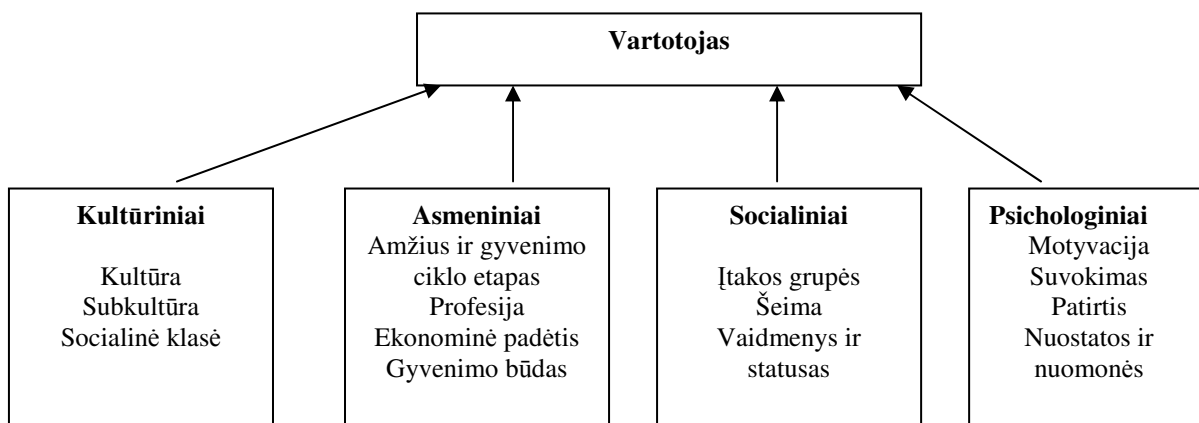 Vartotojas
Kultūriniai
Kultūra
Subkultūra
Socialinė klasė
Asmeniniai
Amžius ir gyvenimo
ciklo etapas
Profesija
Ekonominė padėtis
Gyvenimo būdas
Socialiniai
Įtakos grupės
Šeima
Vaidmenys ir
statusas
Psichologiniai
Motyvacija
Suvokimas
Patirtis
Nuostatos ir
nuomonės